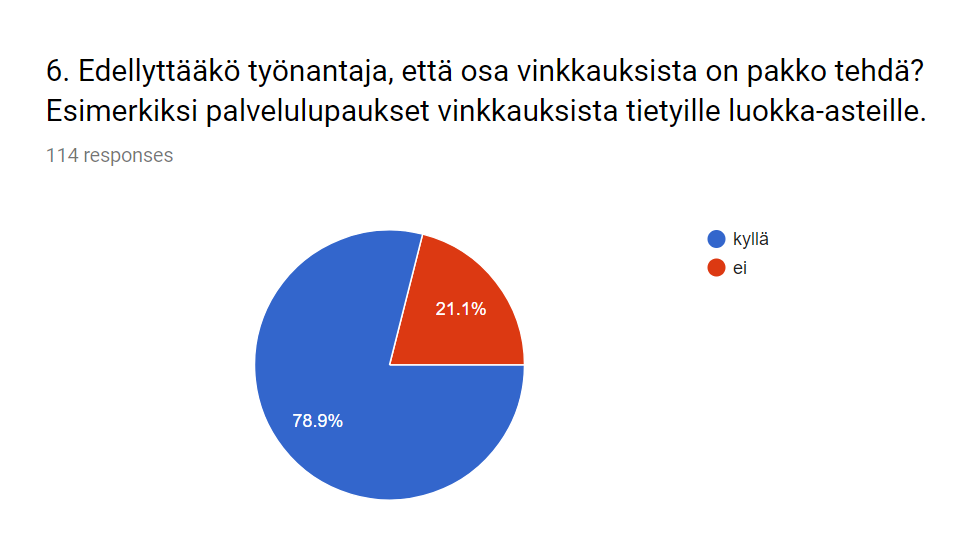 6. Edellyttääkö työnantaja, että osa vinkkauksista on pakko tehdä?
Esimerkiksi palvelulupaukset vinkkauksista tietyille luokka-asteille.
114 responses
kyllä
ei
21.1%
78.9%